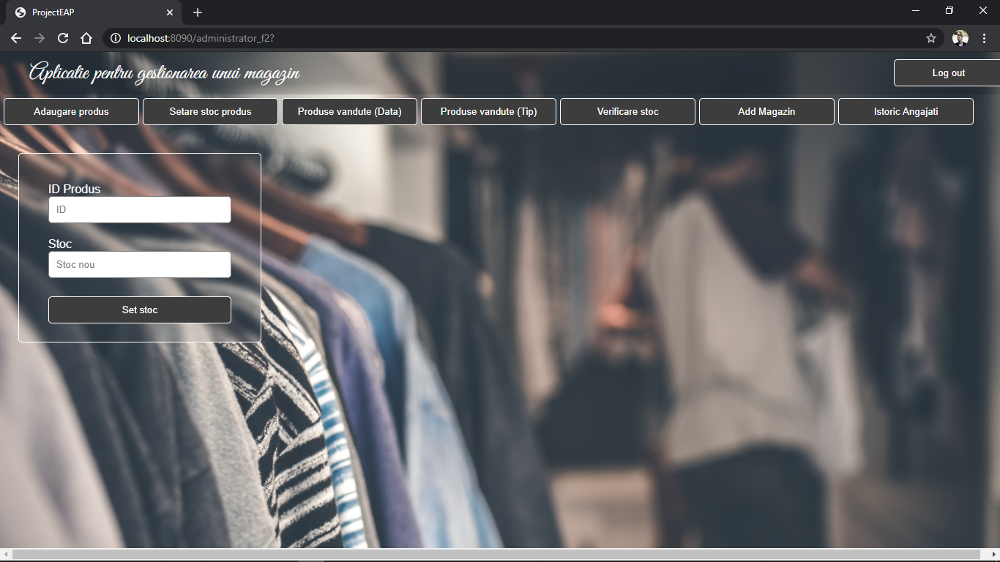 ProjectEAP
localhost:8090/administrator_f2?
Aplicatie pentru gestionarea unui magazin
Log out
Adaugare produs Setare stoc produs Produse vandute (Data) Produse vandute (Tip) Verificare stoc Add Magazin Istoric Angajati
ID Produs
ID
Stoc
Stoc nou
Set stoc